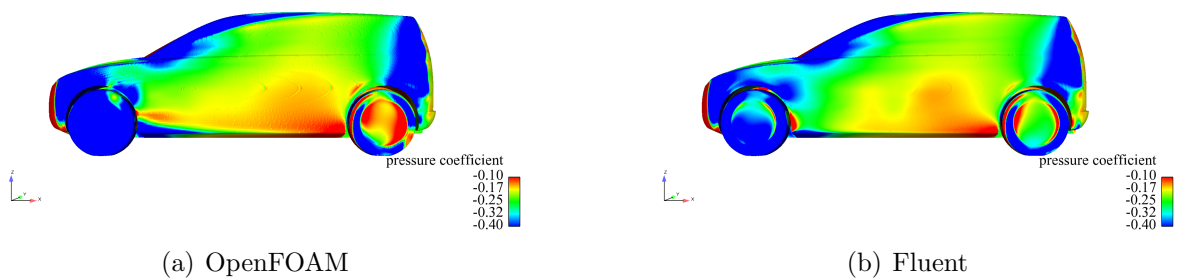 pressure coefficient
-0.10
-0.17
-0.25
-0.32
-0.40
z
y
x
(a) OpenFOAM
pressure coefficient
-0.10
-0.17
-0.25
-0.32
-0.40
z
y
x
(b) Fluent